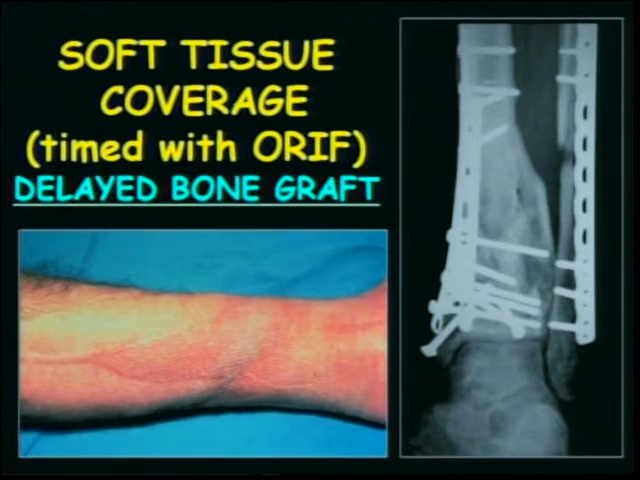 SOFT TISSUE
COVERAGE
(timed with ORIF)
DELAYED BONE GRAFT